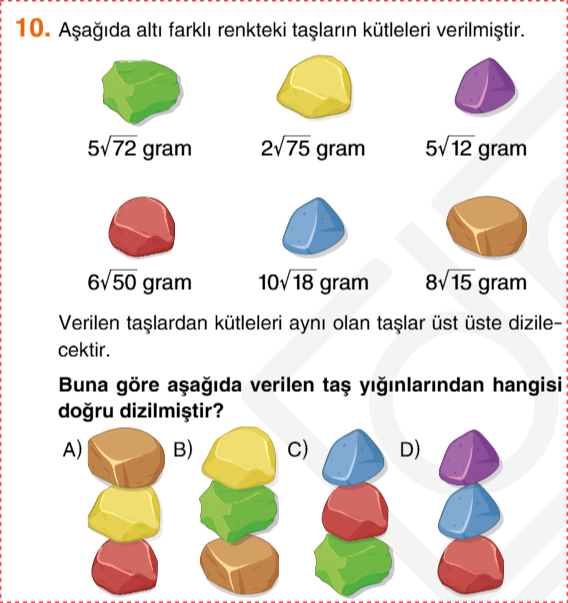 10. Aşağıda altı farklı renkteki taşların kütleleri verilmiştir.
5√72 gram 2√75 gram 5√12 gram
6√50 gram 10√18 gram 8√15 gram
Verilen taşlardan kütleleri aynı olan taşlar üst üste dizile-
cektir.
Buna göre aşağıda verilen taş yığınlarından hangisi
doğru dizilmiştir?
A) B) C) D)